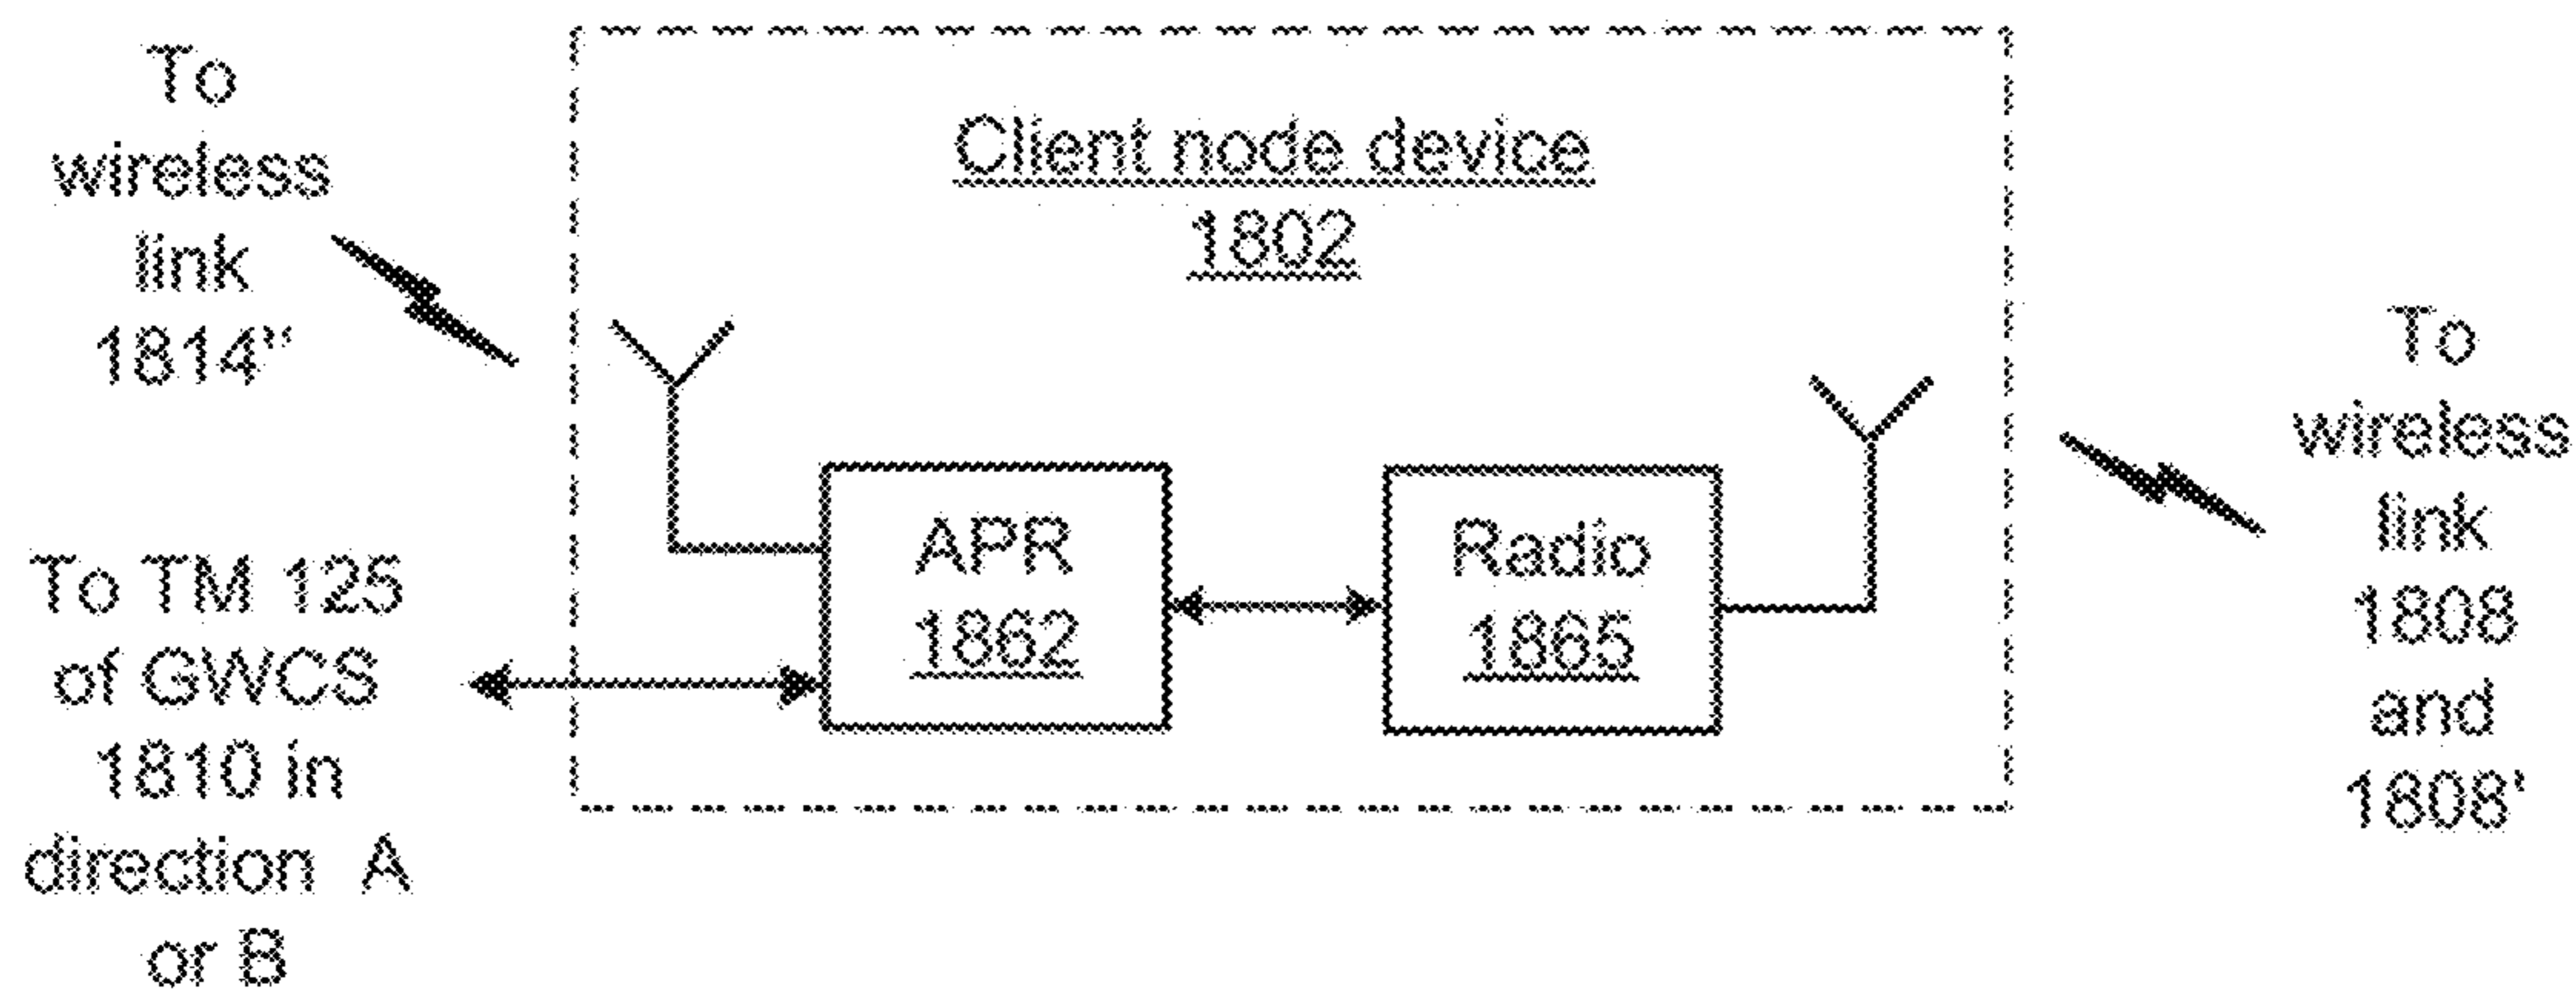 To
wireless
link
1814"
To TM 125
of GWCS
1810 in
direction A
or B
Client node device
1802
APR
1862
Radio
1865
To
wireless
link
1808
and
1808'